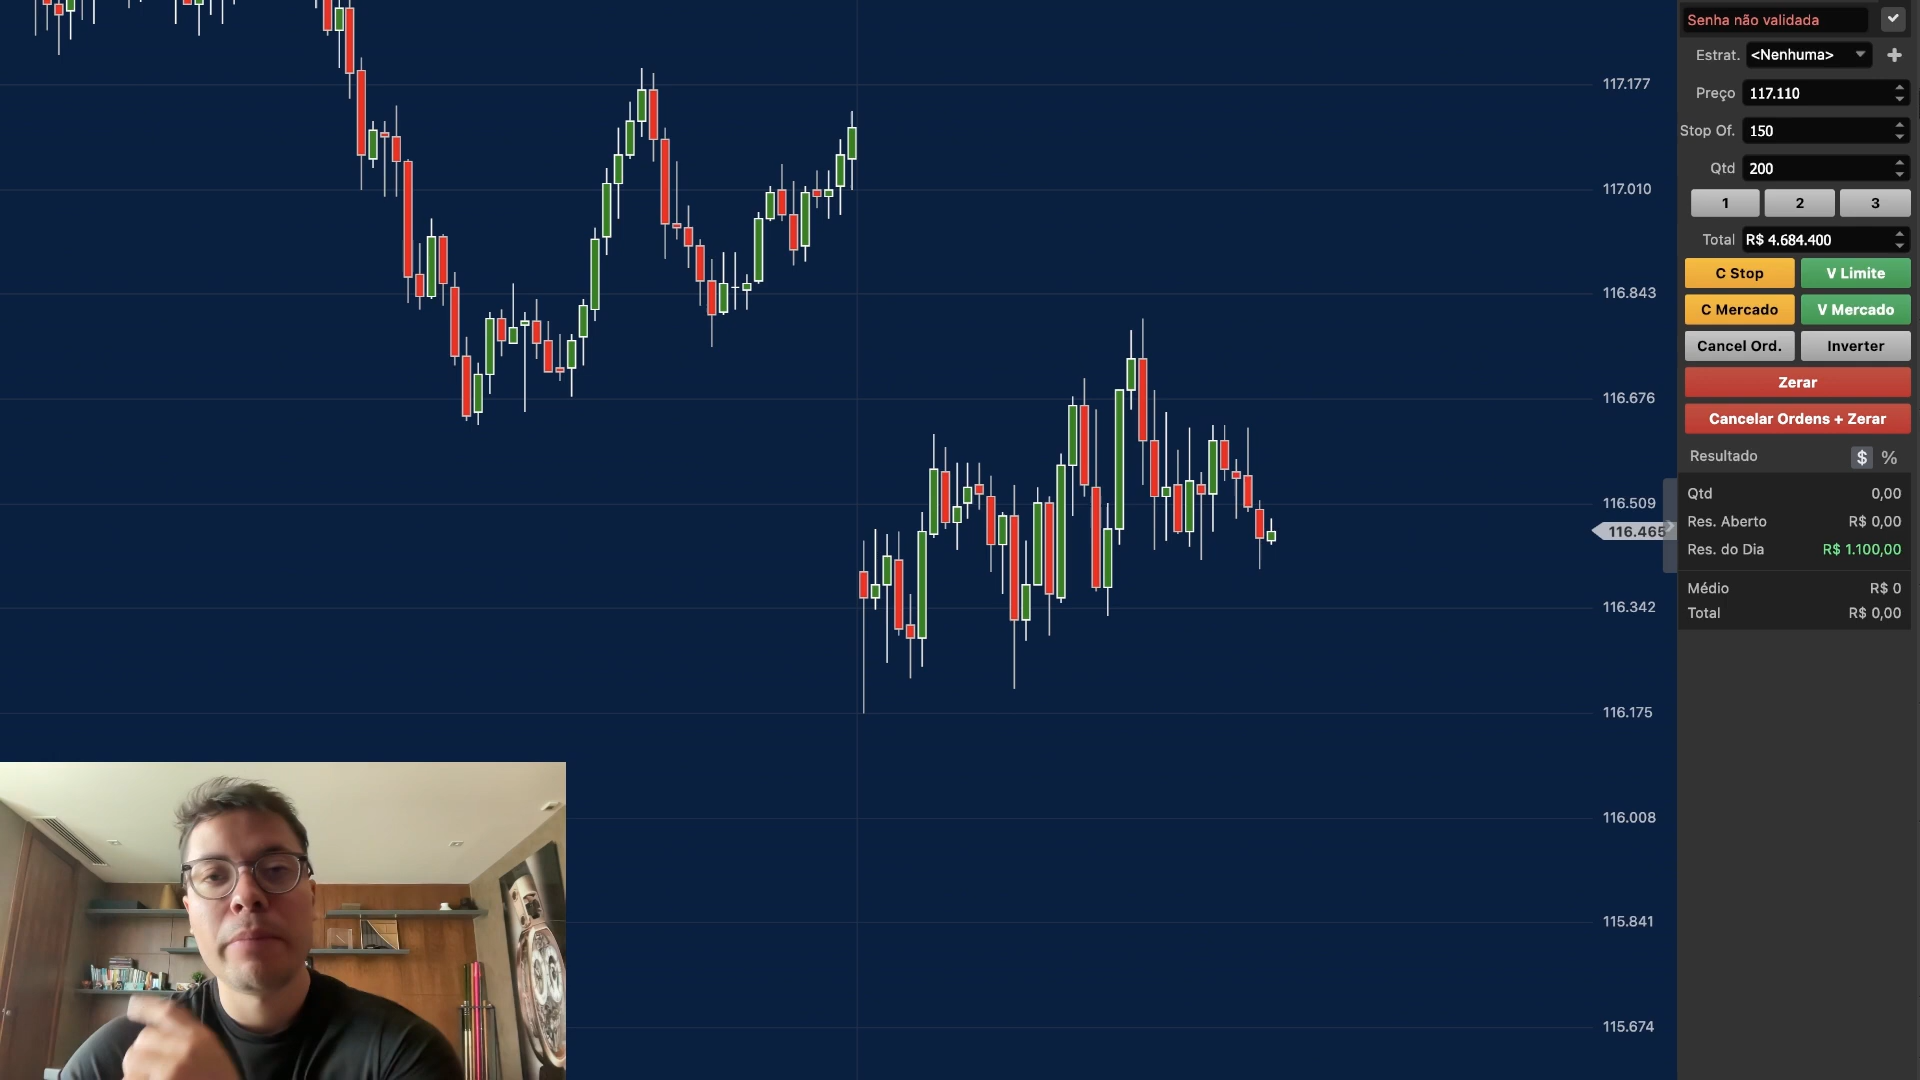 Senha não validada
Estrat. <Nenhuma>
Preço 117.110
Stop Of. 150
Qtd 200
1 2 3
Total R$ 4.684.400
C Stop V Limite
C Mercado V Mercado
Cancel Ord. Inverter
Zerar
Cancelar Ordens + Zerar
Resultado $ %
Qtd 0,00
Res. Aberto R$ 0,00
Res. do Dia R$ 1.100,00
Médio R$ 0
Total R$ 0,00
117.177
117.010
116.843
116.676
116.509
116.465
116.342
116.175
116.008
115.841
115.674